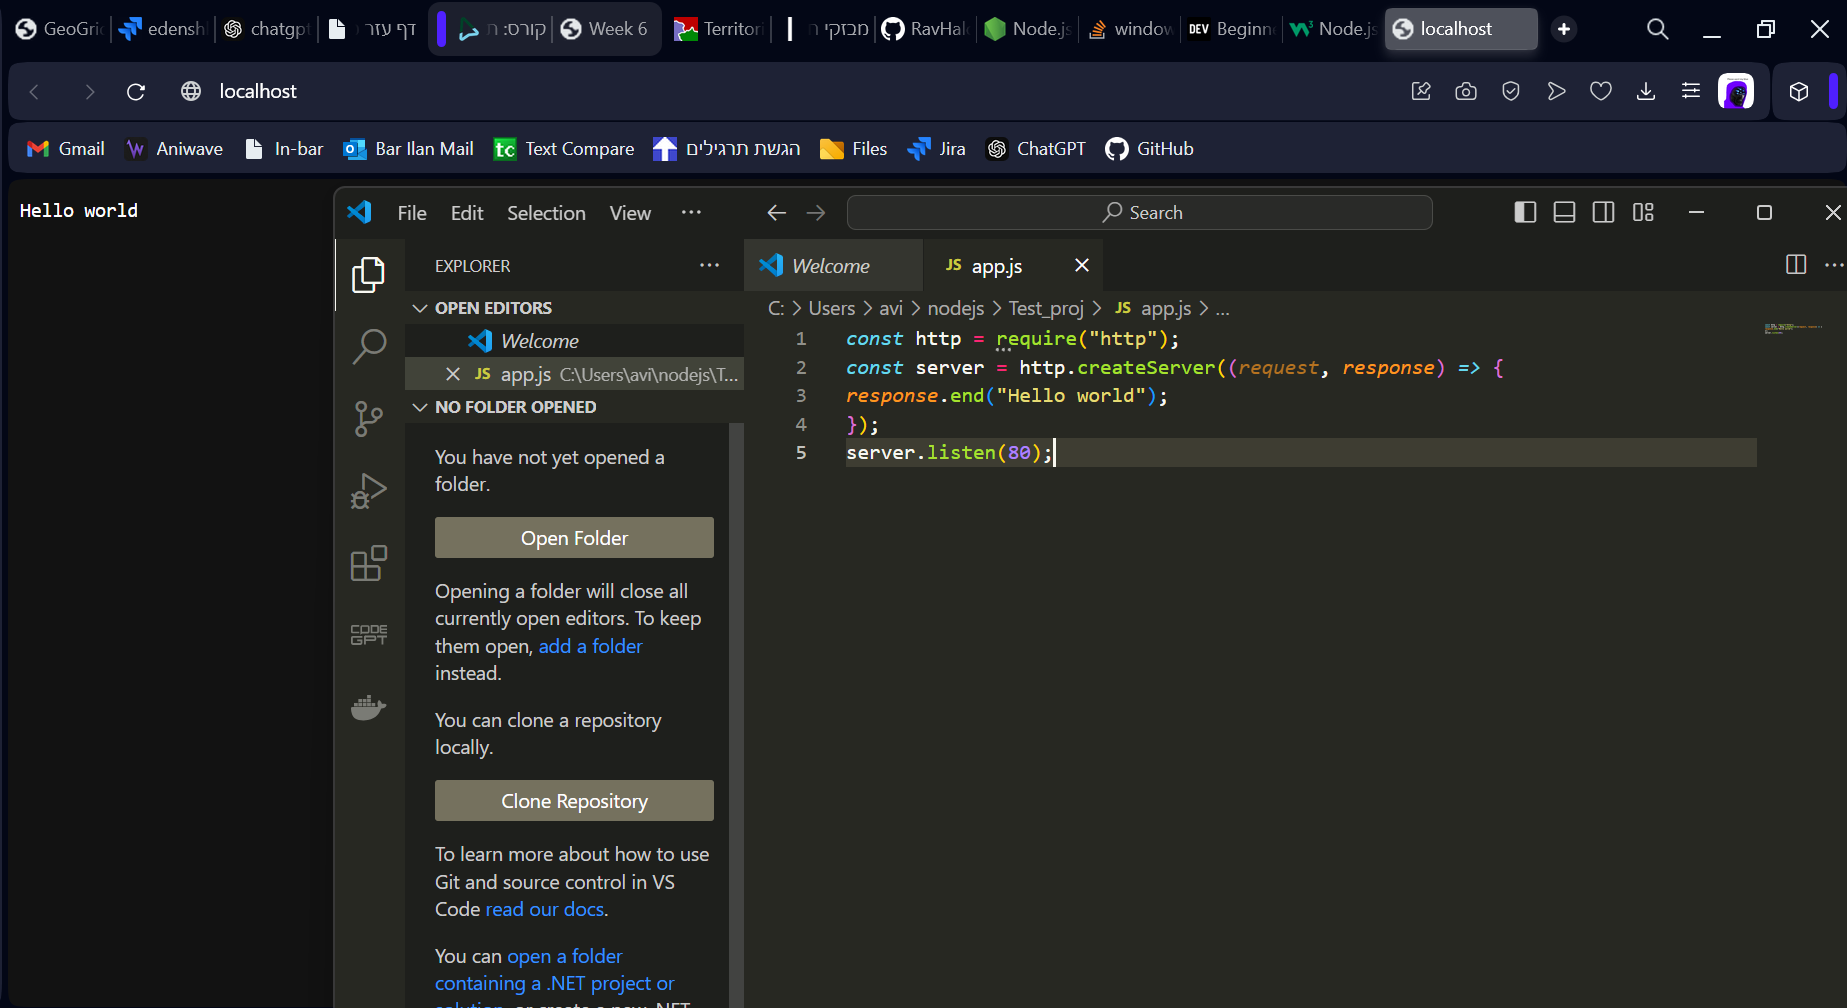 GeoGri edenshl chatgpt דף עזר קורס: ת Week 6 Territori מבזקי ח RavHal Node.js window DEV Beginn Node.js localhost
localhost
Gmail Aniwave In-bar Bar Ilan Mail tc Text Compare הגשת תרגילים Files Jira ChatGPT GitHub
Hello world
File Edit Selection View ... Search
EXPLORER ...
Welcome JS app.js
OPEN EDITORS
Welcome
JS app.js C:\Users\avi\nodejs\T...
NO FOLDER OPENED
You have not yet opened a
folder.
Open Folder
Opening a folder will close all
currently open editors. To keep
them open, add a folder
instead.
You can clone a repository
locally.
Clone Repository
To learn more about how to use
Git and source control in VS
Code read our docs.
You can open a folder
containing a .NET project or
CODE
GPT
C: > Users > avi > nodejs > Test_proj > JS app.js > ...
1 const http = require("http");
2 const server = http.createServer((request, response) => {
3 response.end("Hello world");
4 });
5 server.listen(80);